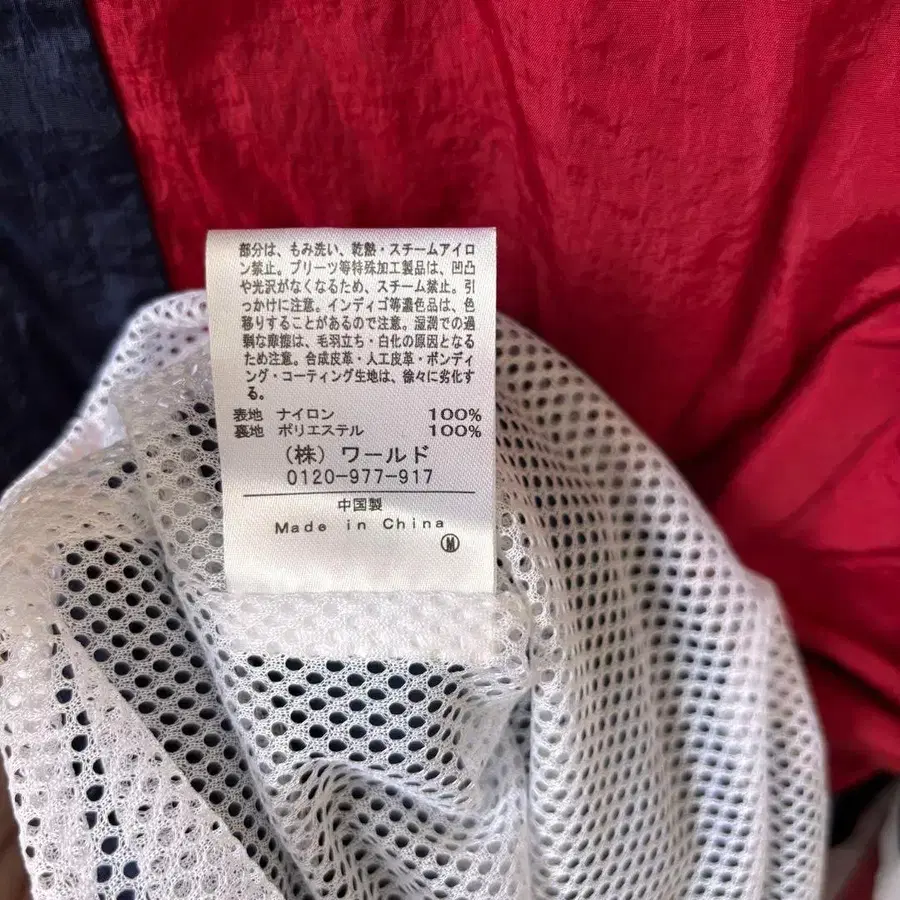 部分は、もみ洗い、乾熱・スチームアイロ
ン禁止。プリーツ等特殊加工製品は、凹凸
や光沢がなくなるため、スチーム禁止。引
っかけに注意。インディゴ等濃色品は、色
移りすることがあるので注意。湿潤での過
剰な摩擦は、毛羽立ち・白化の原因となる
ため注意。合成皮革・人工皮革・ボンディ
ング・コーティング生地は、徐々に劣化す
る。
表地 ナイロン 100%
裏地 ポリエステル 100%
(株) ワールド
0120-977-917
中国製
Made in China
M